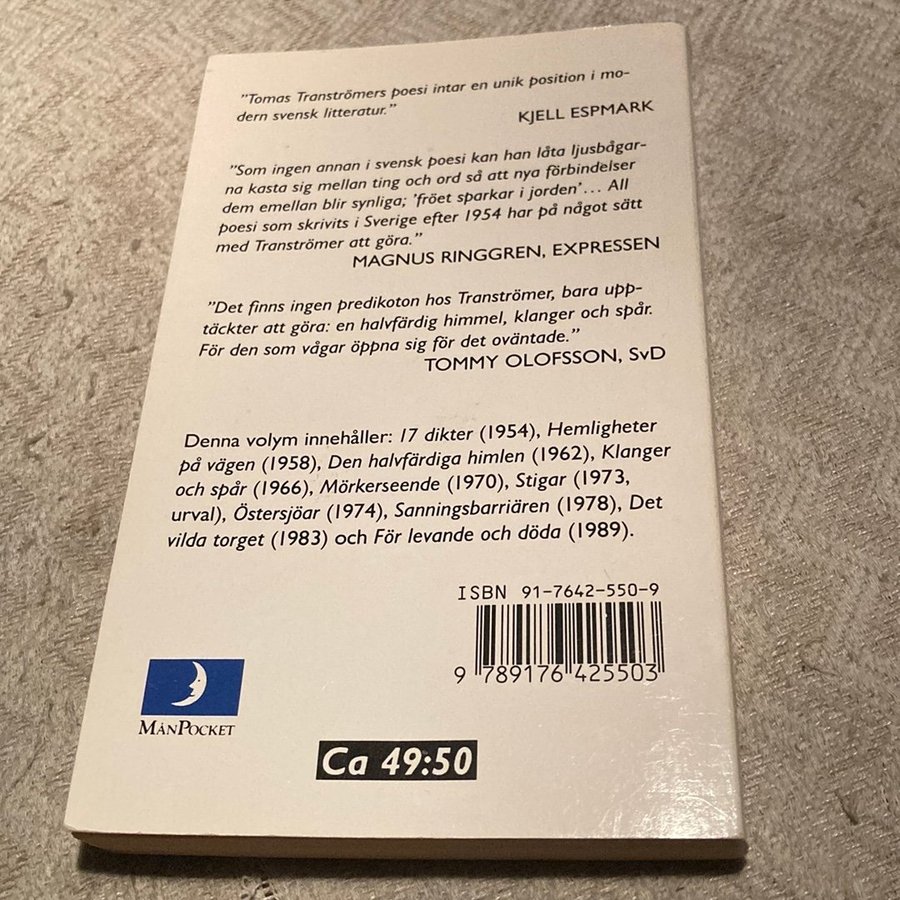 "Tomas Tranströmers poesi intar en unik position i mo-
dern svensk litteratur."
KJELL ESPMARK
"Som ingen annan i svensk poesi kan han låta ljusbågar-
na kasta sig mellan ting och ord så att nya förbindelser
dem emellan blir synliga; 'fröet sparkar i jorden'... All
poesi som skrivits i Sverige efter 1954 har på något sätt
med Tranströmer att göra."
MAGNUS RINGGREN, EXPRESSEN
"Det finns ingen predikoton hos Tranströmer, bara upp-
täckter att göra: en halvfärdig himmel, klanger och spår.
För den som vågar öppna sig för det oväntade."
TOMMY OLOFSSON, SvD
Denna volym innehåller: 17 dikter (1954), Hemligheter
på vägen (1958), Den halvfärdiga himlen (1962), Klanger
och spår (1966), Mörkerseende (1970), Stigar (1973,
urval), Östersjöar (1974), Sanningsbarriären (1978), Det
vilda torget (1983) och För levande och döda (1989).
ISBN 91-7642-550-9
9 789176 425503
MÅNPOCKET
Ca 49:50